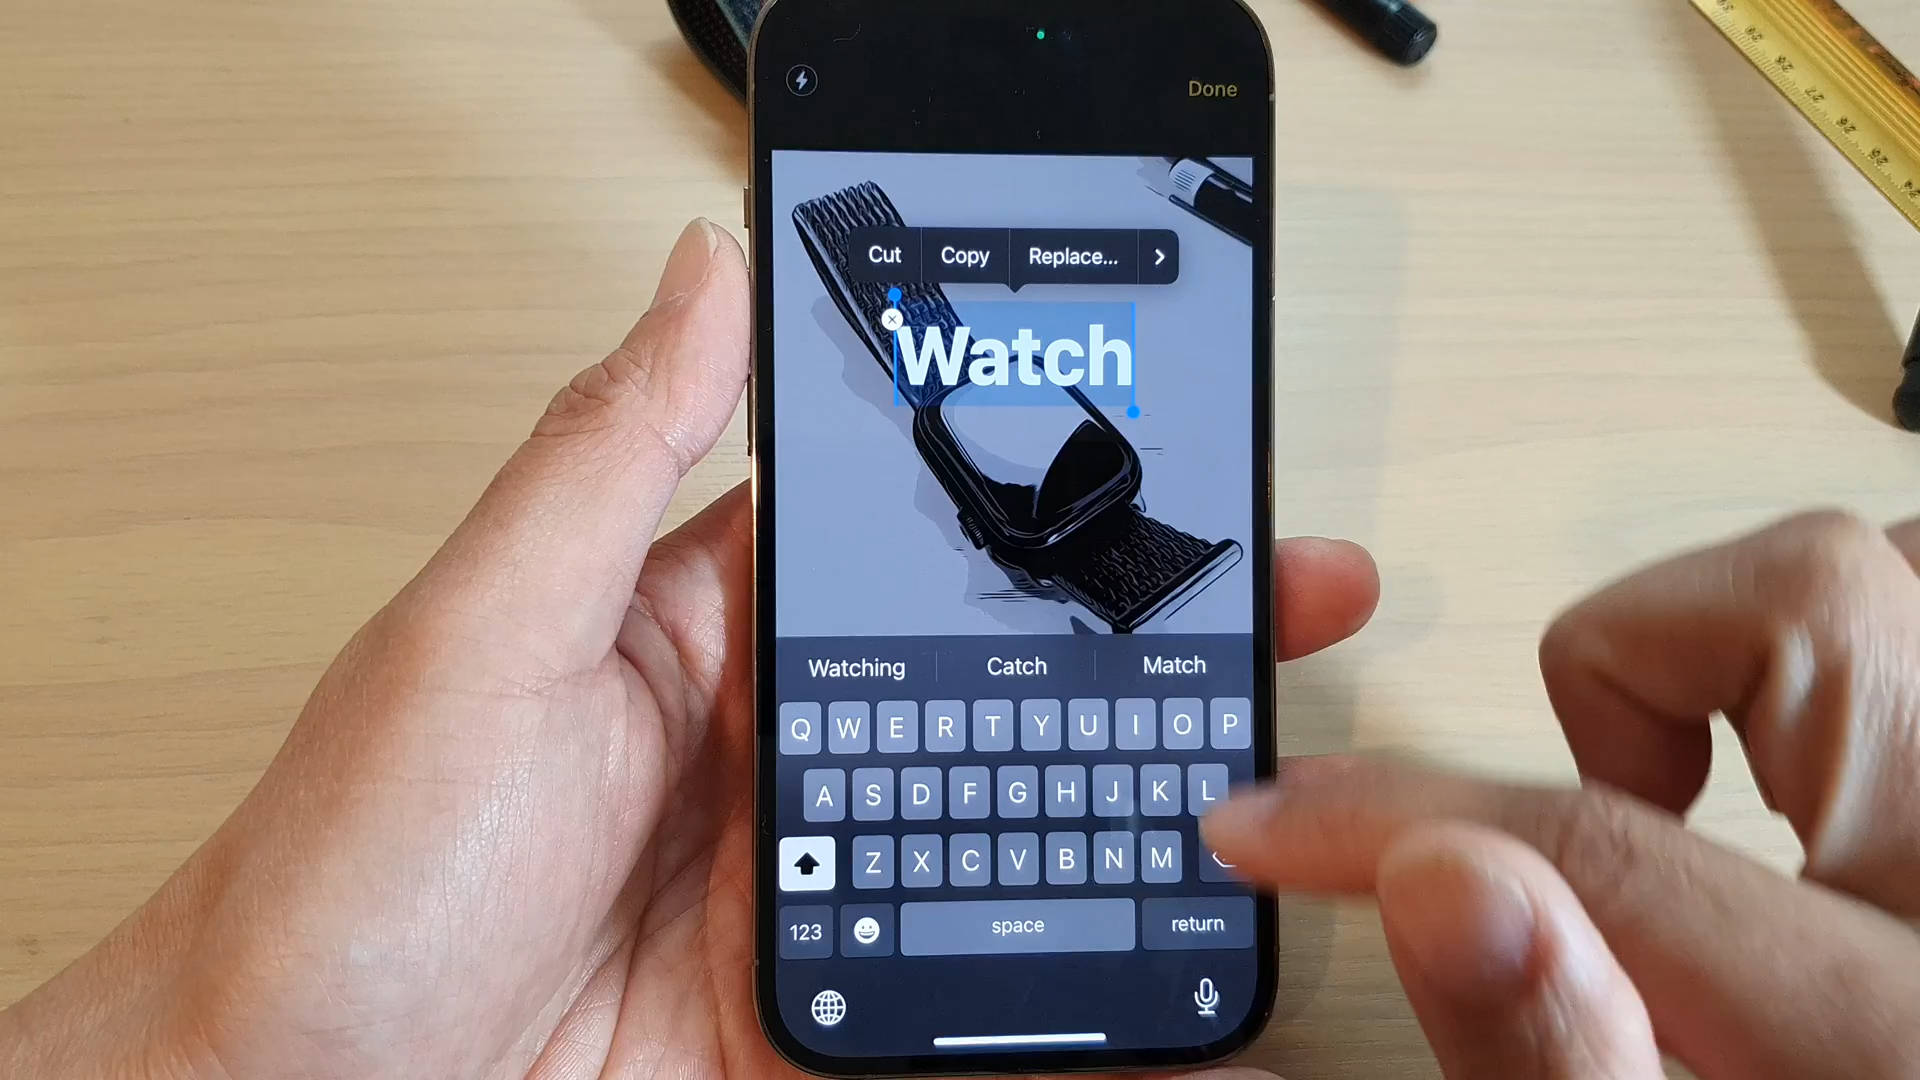 Done
Cut Copy Replace...
Watch
Watching Catch Match
Q W E R T Y U I O P
A S D F G H J K L
Z X C V B N M
123 space return